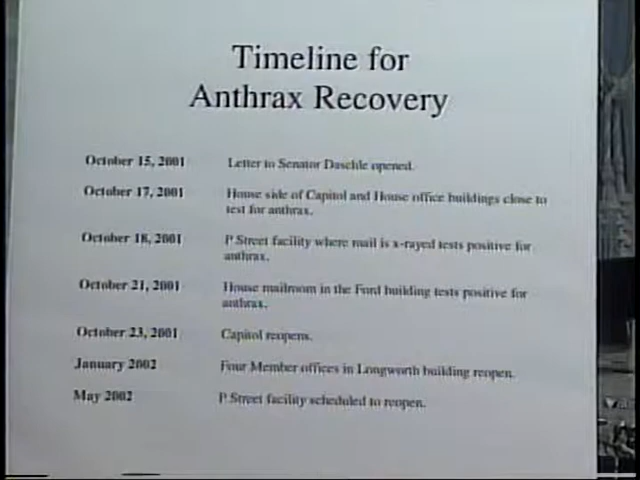 Timeline for
Anthrax Recovery
October 15, 2001 Letter to Senator Daschle opened.
October 17, 2001 House side of Capitol and House office buildings close to
test for anthrax.
October 18, 2001 P Street facility where mail is x-rayed tests positive for
anthrax.
October 21, 2001 House mailroom in the Ford building tests positive for
anthrax.
October 23, 2001 Capitol reopens.
January 2002 Four Member offices in Longworth building reopen.
May 2002 P Street facility scheduled to reopen.